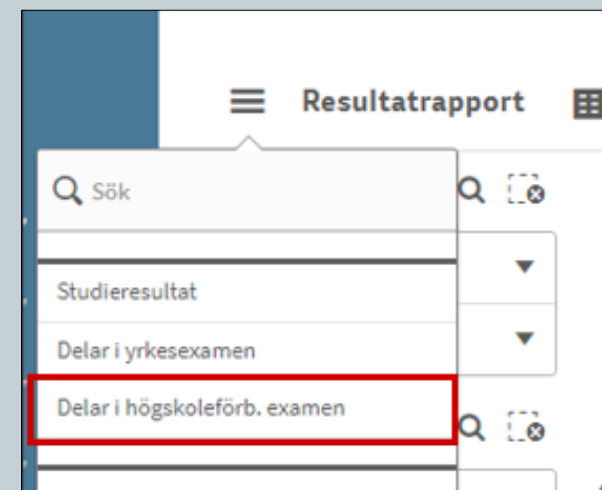 Resultatrapport
Sök
Studieresultat
Delar i yrkesexamen
Delar i högskoleförb. examen